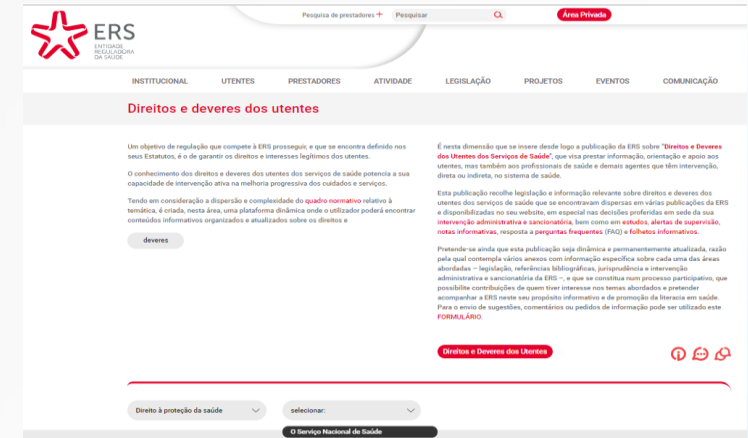 ERS
ENTIDADE
REGULADORA
DA SAÚDE
Pesquisa de prestadores +
Pesquisar
Área Privada
INSTITUCIONAL UTENTES PRESTADORES ATIVIDADE LEGISLAÇÃO PROJETOS EVENTOS COMUNICAÇÃO
Direitos e deveres dos utentes
Um objetivo de regulação que compete à ERS prosseguir, e que se encontra definido nos
seus Estatutos, é o de garantir os direitos e interesses legítimos dos utentes.
O conhecimento dos direitos e deveres dos utentes dos serviços de saúde potencia a sua
capacidade de intervenção ativa na melhoria progressiva dos cuidados e serviços.
Tendo em consideração a dispersão e complexidade do quadro normativo relativo à
temática, é criada, nesta área, uma plataforma dinâmica onde o utilizador poderá encontrar
conteúdos informativos organizados e atualizados sobre os direitos e
deveres
É nesta dimensão que se insere desde logo a publicação da ERS sobre "Direitos e Deveres
dos Utentes dos Serviços de Saúde", que visa prestar informação, orientação e apoio aos
utentes, mas também aos profissionais de saúde e demais agentes que têm intervenção,
direta ou indireta, no sistema de saúde.
Esta publicação recolhe legislação e informação relevante sobre direitos e deveres dos
utentes dos serviços de saúde que se encontravam dispersas em várias publicações da ERS
e disponibilizadas no seu website, em especial nas decisões proferidas em sede da sua
intervenção administrativa e sancionatória, bem como em estudos, alertas de supervisão,
notas informativas, resposta a perguntas frequentes (FAQ) e folhetos informativos.
Pretende-se ainda que esta publicação seja dinâmica e permanentemente atualizada, razão
pela qual contempla vários anexos com informação específica sobre cada uma das áreas
abordadas – legislação, referências bibliográficas, jurisprudência e intervenção
administrativa e sancionatória da ERS –, e que se constitua num processo participativo, que
possibilite contribuições de quem tiver interesse nos temas abordados e pretender
acompanhar a ERS neste seu propósito informativo e de promoção da literacia em saúde.
Para o envio de sugestões, comentários ou pedidos de informação pode ser utilizado este
FORMULÁRIO.
Direitos e Deveres dos Utentes
Direito à proteção da saúde
selecionar:
O Serviço Nacional de Saúde